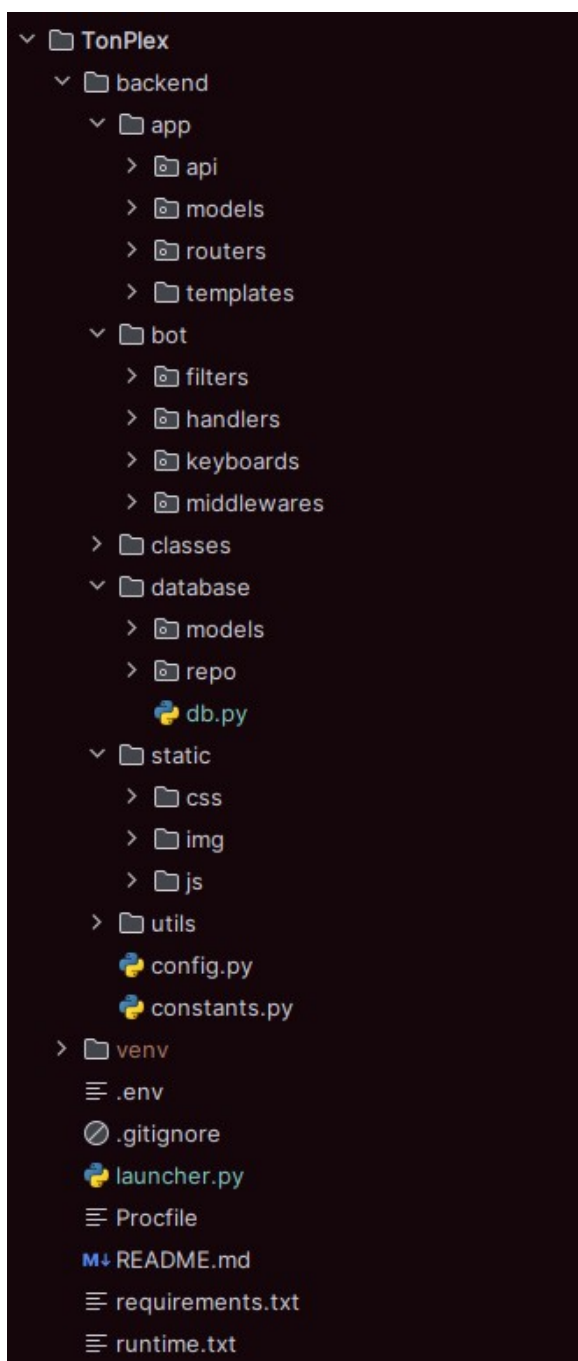 TonPlex
backend
app
api
models
routers
templates
bot
filters
handlers
keyboards
middlewares
classes
database
models
repo
db.py
static
css
img
js
utils
config.py
constants.py
venv
.env
.gitignore
launcher.py
Procfile
M↓ README.md
requirements.txt
runtime.txt